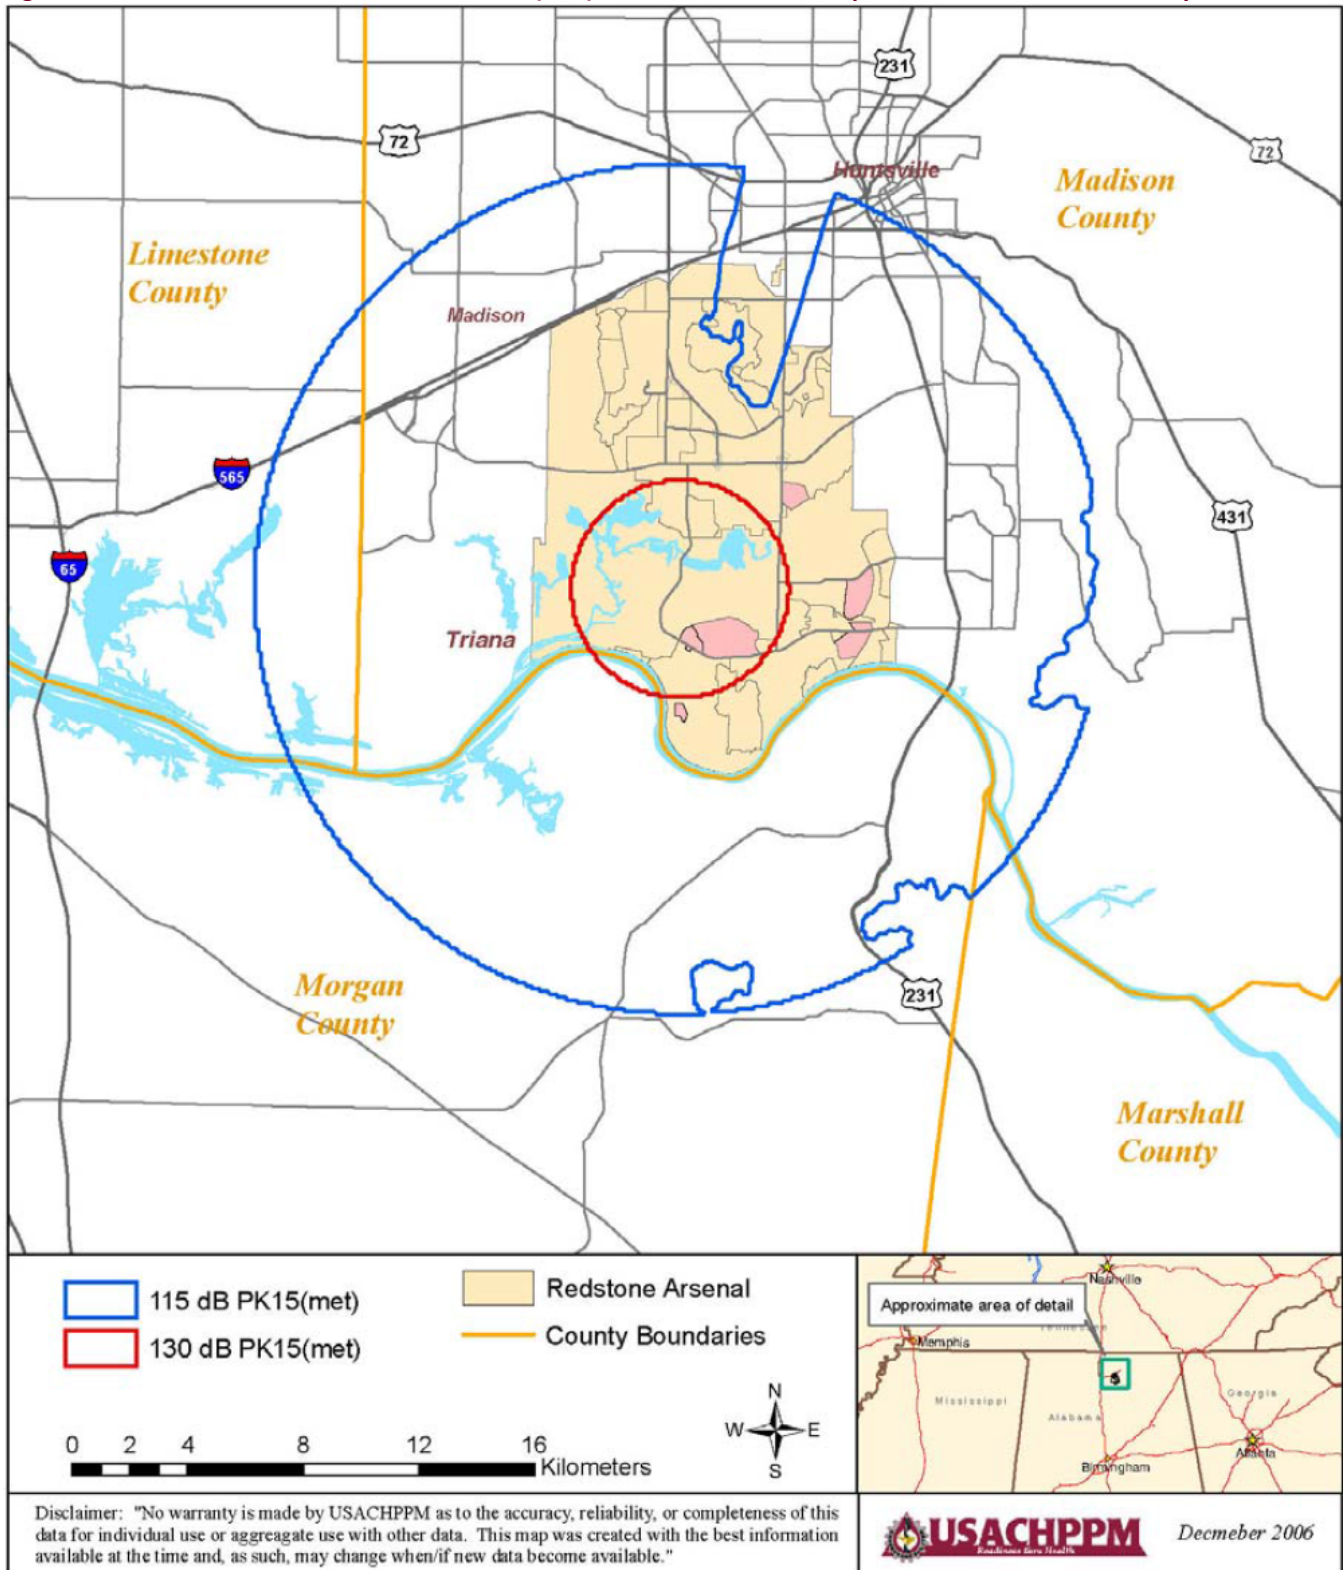 231
72
72
Huntsville
Madison
County
Limestone
County
Madison
565
431
65
Triana
Morgan
County
231
Marshall
County
115 dB PK15(met)
130 dB PK15(met)
Redstone Arsenal
County Boundaries
0 2 4 8 12 16
Kilometers
N
W E
S
Approximate area of detail
Nashville
Tennessee
Memphis
Mississippi
Alabama
Georgia
Atlanta
Birmingham
Disclaimer: "No warranty is made by USACHPPM as to the accuracy, reliability, or completeness of this
data for individual use or aggreagate use with other data. This map was created with the best information
available at the time and, as such, may change when/if new data become available."
USACHPPM
Readiness thru Health
Decmeber 2006